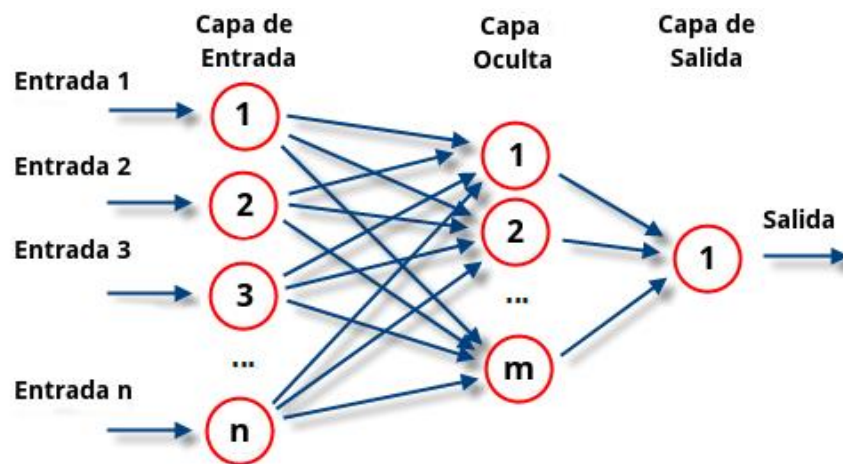 Capa de
Entrada
Capa
Oculta
Capa de
Salida
Entrada 1
1
Entrada 2
2
Entrada 3
3
...
Entrada n
n
1
2
...
m
1
Salida